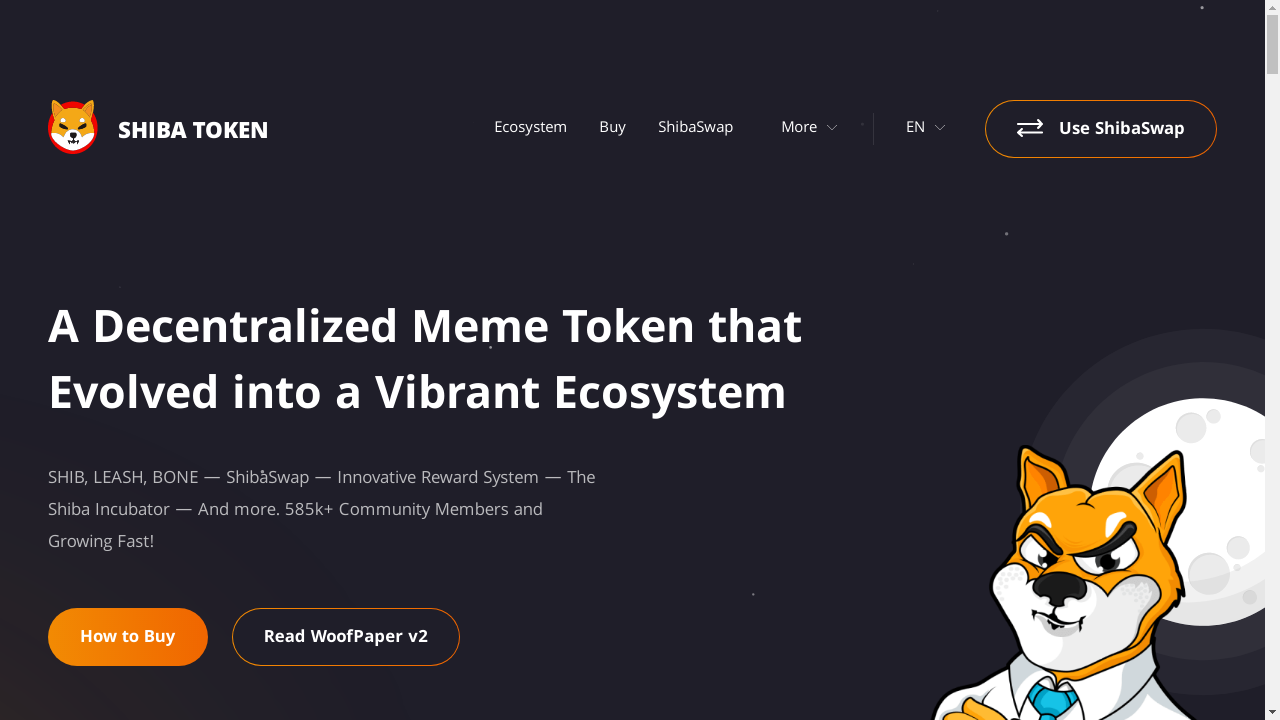 SHIBA TOKEN
Ecosystem Buy ShibaSwap More EN Use ShibaSwap
A Decentralized Meme Token that
Evolved into a Vibrant Ecosystem
SHIB, LEASH, BONE — ShibaSwap — Innovative Reward System — The
Shiba Incubator — And more. 585k+ Community Members and
Growing Fast!
How to Buy Read WoofPaper v2